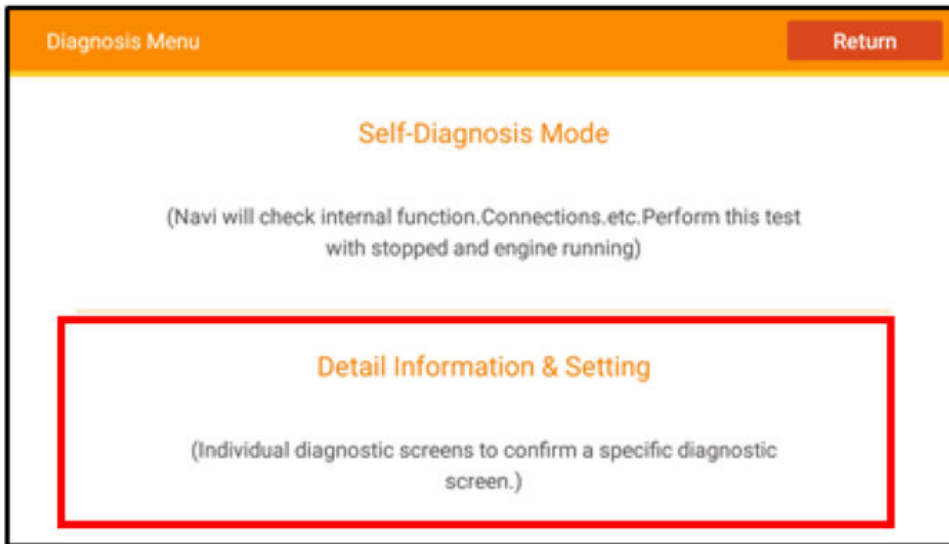 Diagnosis Menu
Return
Self-Diagnosis Mode
(Navi will check internal function.Connections.etc.Perform this test
with stopped and engine running)
Detail Information & Setting
(Individual diagnostic screens to confirm a specific diagnostic
screen.)